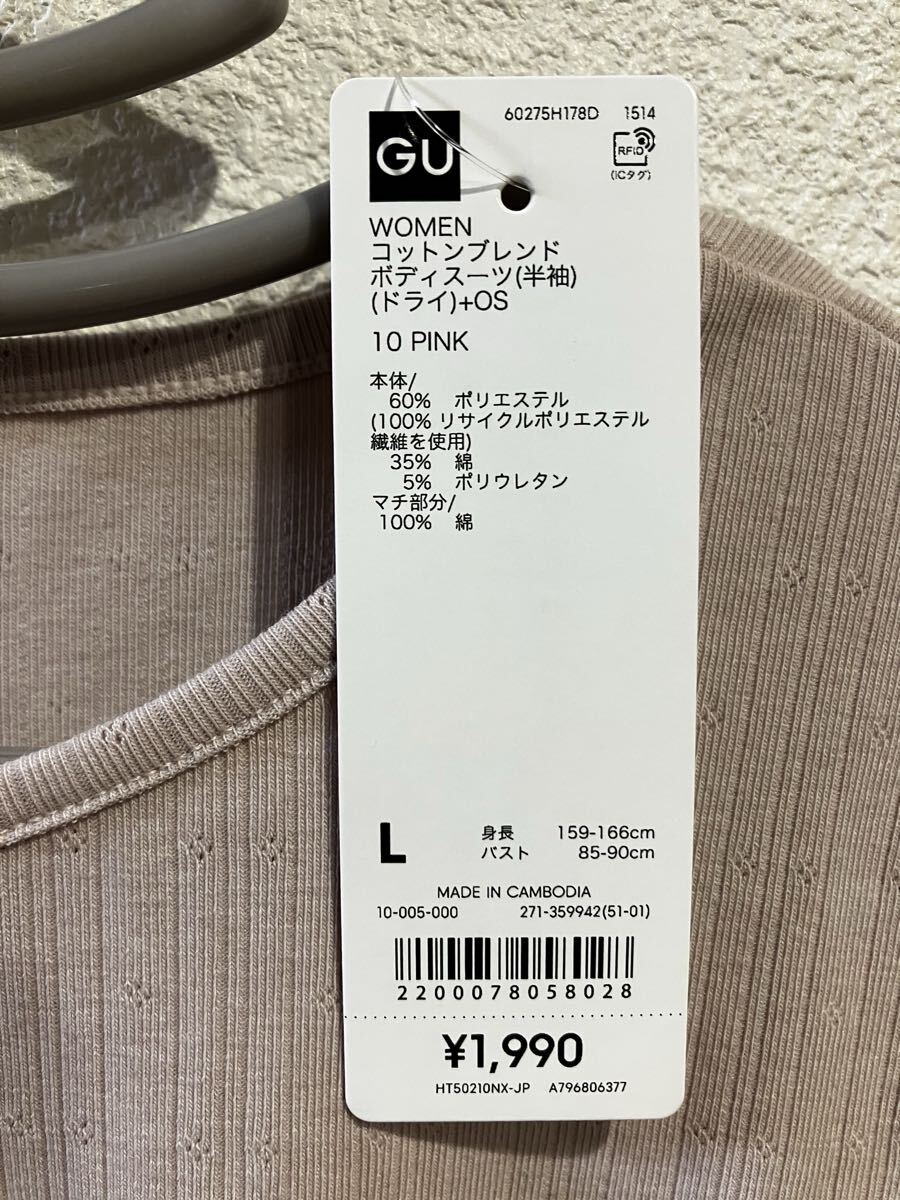 60275H178D 1514
GU
RFID
(ICタグ)
WOMEN
コットンブレンド
ボディスーツ(半袖)
(ドライ)+OS
10 PINK
本体/
60% ポリエステル
(100% リサイクルポリエステル
繊維を使用)
35% 綿
5% ポリウレタン
マチ部分/
100% 綿
L
身長 159-166cm
バスト 85-90cm
MADE IN CAMBODIA
10-005-000 271-359942(51-01)
2200078058028
¥1,990
HT50210NX-JP A796806377